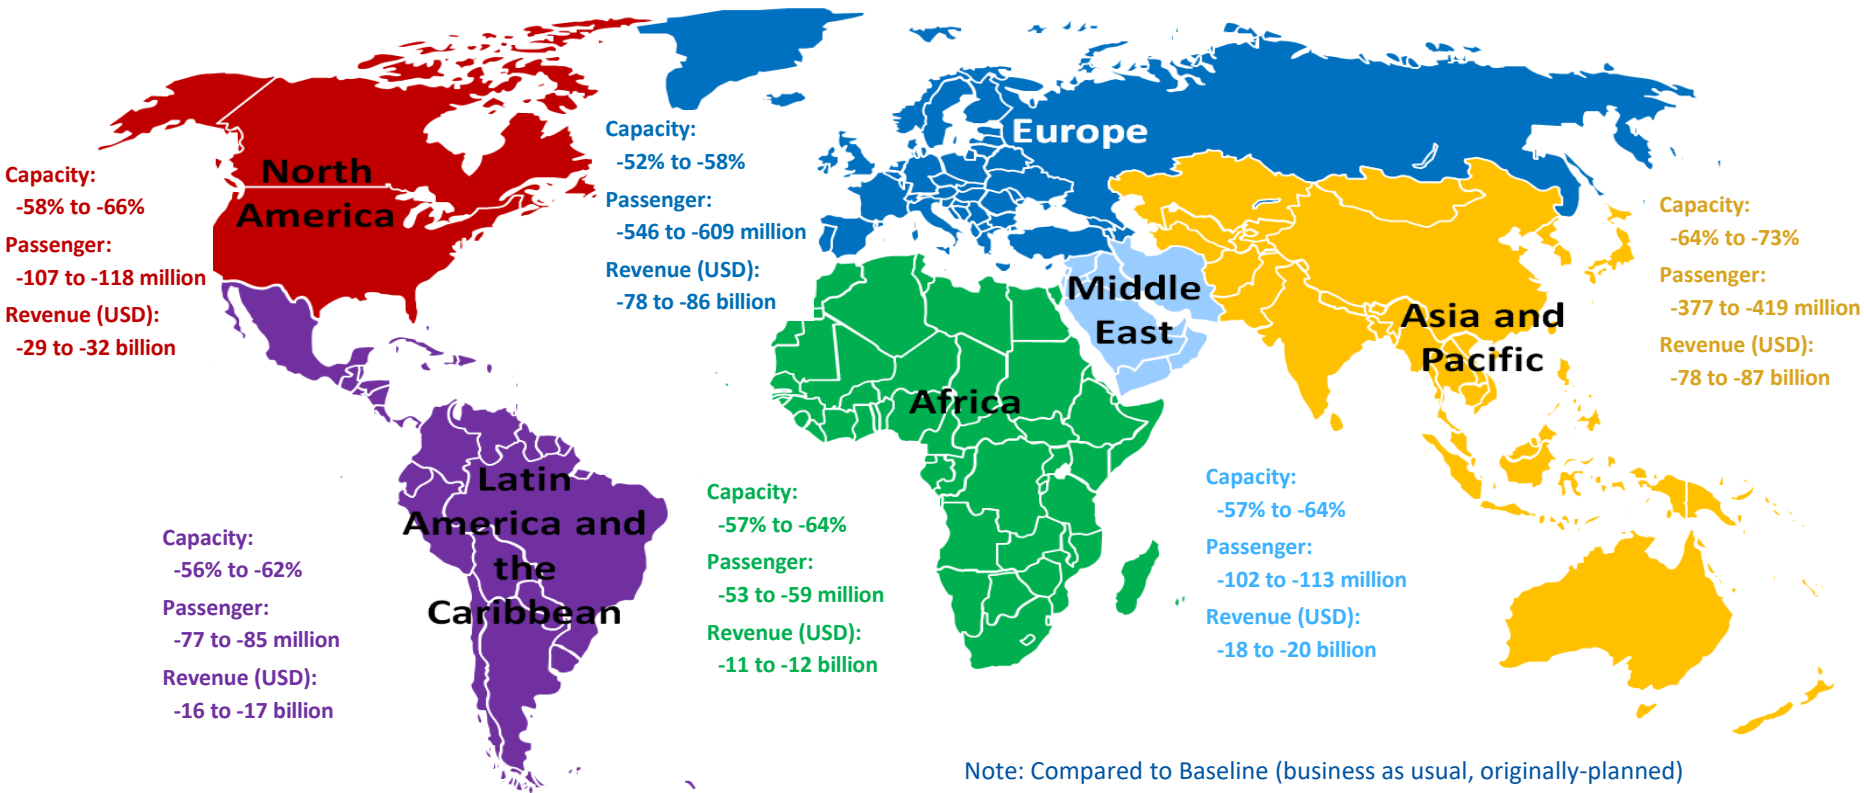 North
America
Capacity:
-58% to -66%
Passenger:
-107 to -118 million
Revenue (USD):
-29 to -32 billion
Capacity:
-52% to -58%
Passenger:
-546 to -609 million
Revenue (USD):
-78 to -86 billion
Europe
Middle
East
Asia and
Pacific
Capacity:
-64% to -73%
Passenger:
-377 to -419 million
Revenue (USD):
-78 to -87 billion
Africa
Latin
America and
the
Caribbean
Capacity:
-56% to -62%
Passenger:
-77 to -85 million
Revenue (USD):
-16 to -17 billion
Capacity:
-57% to -64%
Passenger:
-53 to -59 million
Revenue (USD):
-11 to -12 billion
Capacity:
-57% to -64%
Passenger:
-102 to -113 million
Revenue (USD):
-18 to -20 billion
Note: Compared to Baseline (business as usual, originally-planned)